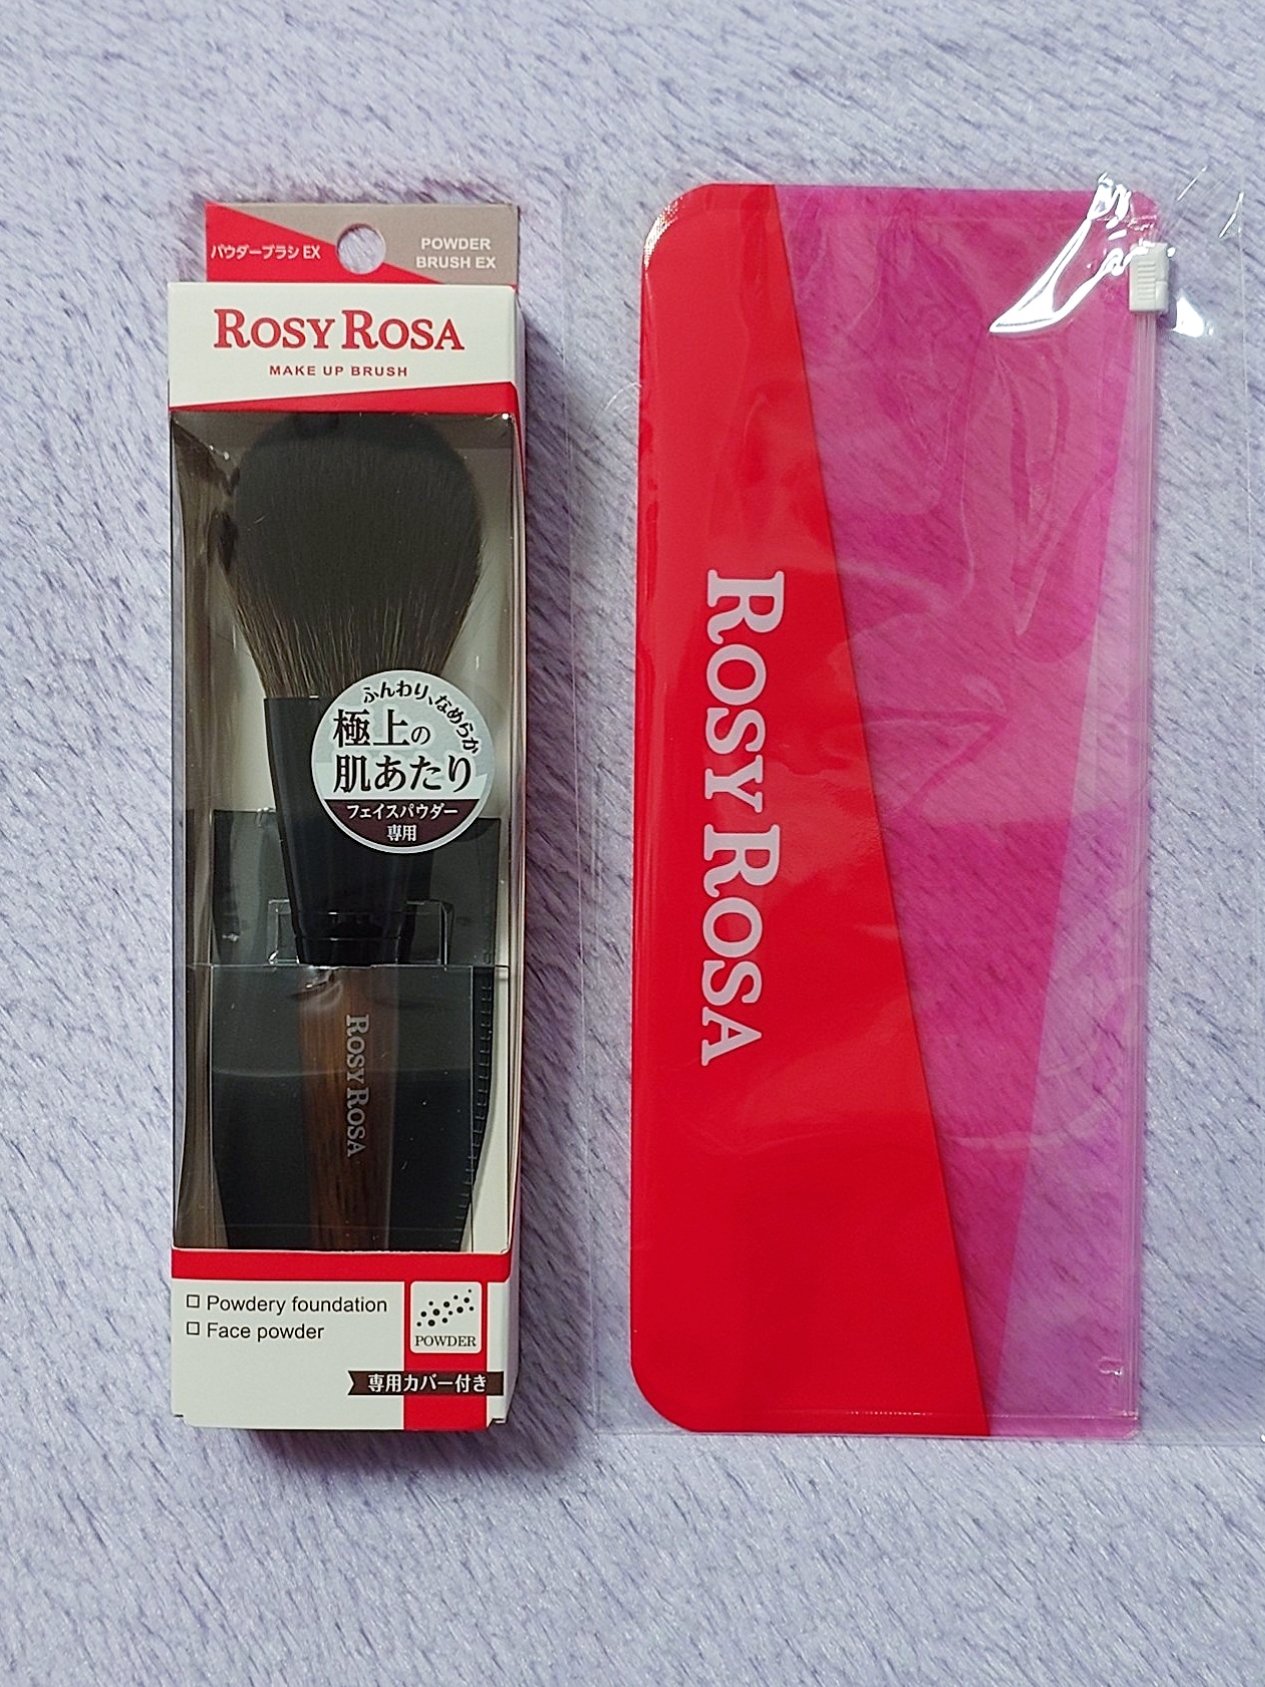 パウダーブラシ EX
POWDER
BRUSH EX
ROSY ROSA
MAKE UP BRUSH
ふんわり、なめらか
極上の
肌あたり
フェイスパウダー
専用
ROSY ROSA
Powdery foundation
Face powder
POWDER
専用カバー付き
ROSY ROSA